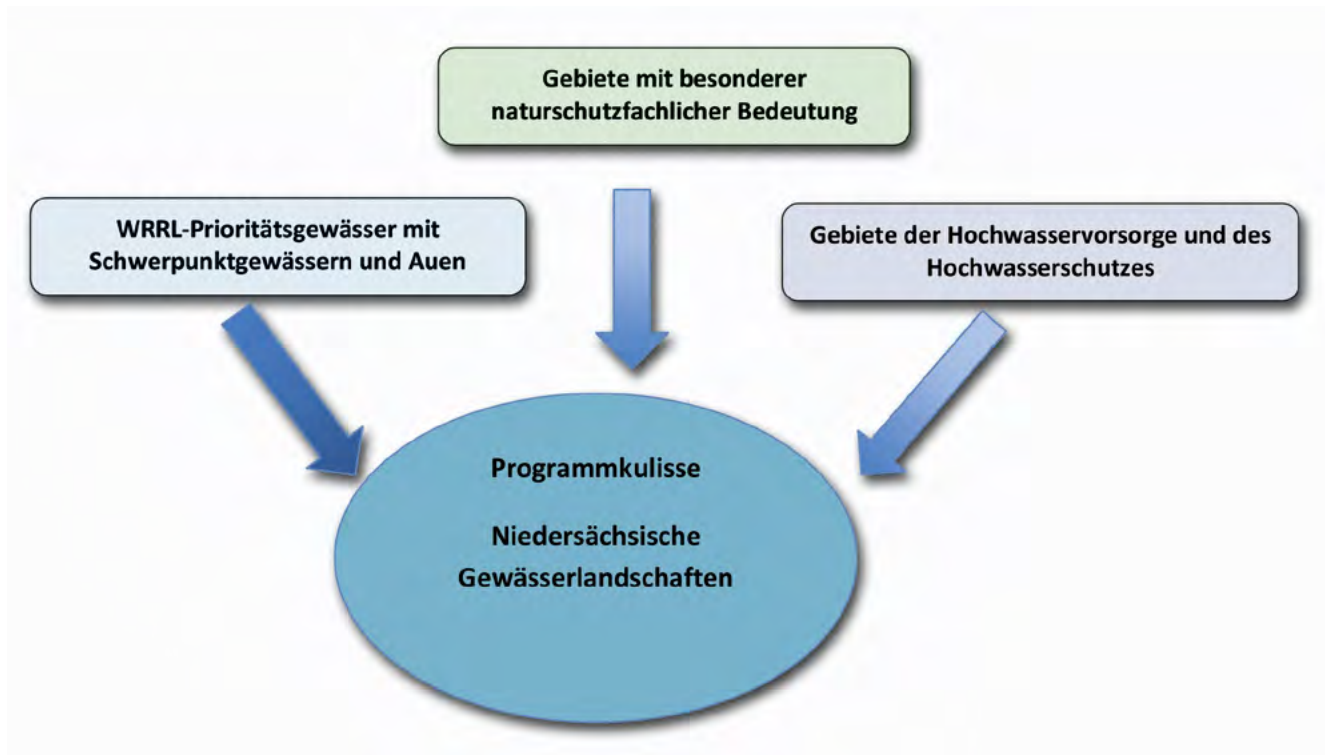 Gebiete mit besonderer
naturschutzfachlicher Bedeutung
WRRL-Prioritätsgewässer mit
Schwerpunktgewässern und Auen
Gebiete der Hochwasservorsorge und des
Hochwasserschutzes
Programmkulisse
Niedersächsische
Gewässerlandschaften